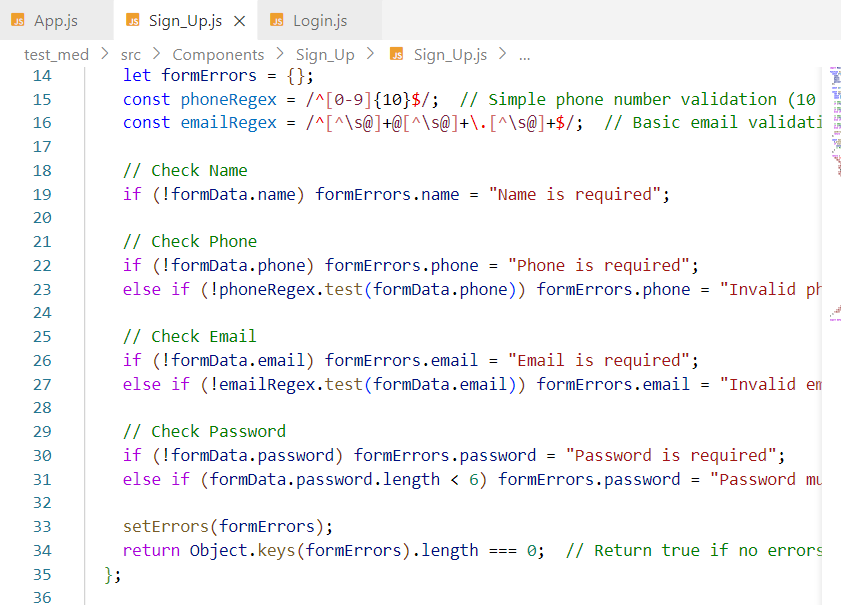 JS App.js JS Sign_Up.js × JS Login.js
test_med > src > Components > Sign_Up > JS Sign_Up.js > ...
14 let formErrors = {};
15 const phoneRegex = /^[0-9]{10}$/; // Simple phone number validation (10
16 const emailRegex = /^[^\s@]+@[^\s@]+\.[^\s@]+$/; // Basic email validati
17
18 // Check Name
19 if (!formData.name) formErrors.name = "Name is required";
20
21 // Check Phone
22 if (!formData.phone) formErrors.phone = "Phone is required";
23 else if (!phoneRegex.test(formData.phone)) formErrors.phone = "Invalid ph
24
25 // Check Email
26 if (!formData.email) formErrors.email = "Email is required";
27 else if (!emailRegex.test(formData.email)) formErrors.email = "Invalid em
28
29 // Check Password
30 if (!formData.password) formErrors.password = "Password is required";
31 else if (formData.password.length < 6) formErrors.password = "Password mu
32
33 setErrors(formErrors);
34 return Object.keys(formErrors).length === 0; // Return true if no errors
35 };
36